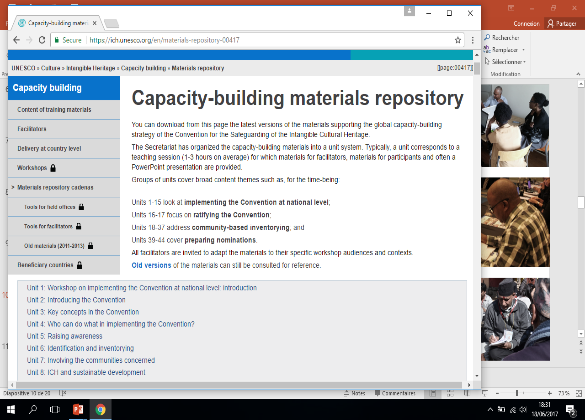 Capacity-building materi
Connexion
Partager
Secure
https://ich.unesco.org/en/materials-repository-00417
Rechercher
Remplacer
Sélectionner
Modification
UNESCO » Culture » Intangible Heritage » Capacity building » Materials repository
[[page:00417]]
Capacity building
Content of training materials
Facilitators
Delivery at country level
Workshops
Materials repository cadenas
Tools for field offices
Tools for facilitators
Old materials (2011-2013)
Beneficiary countries
Capacity-building materials repository
You can download from this page the latest versions of the materials supporting the global capacity-building
strategy of the Convention for the Safeguarding of the Intangible Cultural Heritage.
The Secretariat has organized the capacity-building materials into a unit system. Typically, a unit corresponds to a
teaching session (1-3 hours on average) for which materials for facilitators, materials for participants and often a
PowerPoint presentation are provided.
Groups of units cover broad content themes such as, for the time-being:
Units 1-15 look at implementing the Convention at national level;
Units 16-17 focus on ratifying the Convention;
Units 18-37 address community-based inventorying, and
Units 39-44 cover preparing nominations.
All facilitators are invited to adapt the materials to their specific workshop audiences and contexts.
Old versions of the materials can still be consulted for reference.
Unit 1: Workshop on implementing the Convention at national level: introduction
Unit 2: Introducing the Convention
Unit 3: Key concepts in the Convention
Unit 4: Who can do what in implementing the Convention?
Unit 5: Raising awareness
Unit 6: Identification and inventorying
Unit 7: Involving the communities concerned
Unit 8: ICH and sustainable development
Diapositive 10 de 20
Notes
Commentaires
71%
18:31
18/06/2017